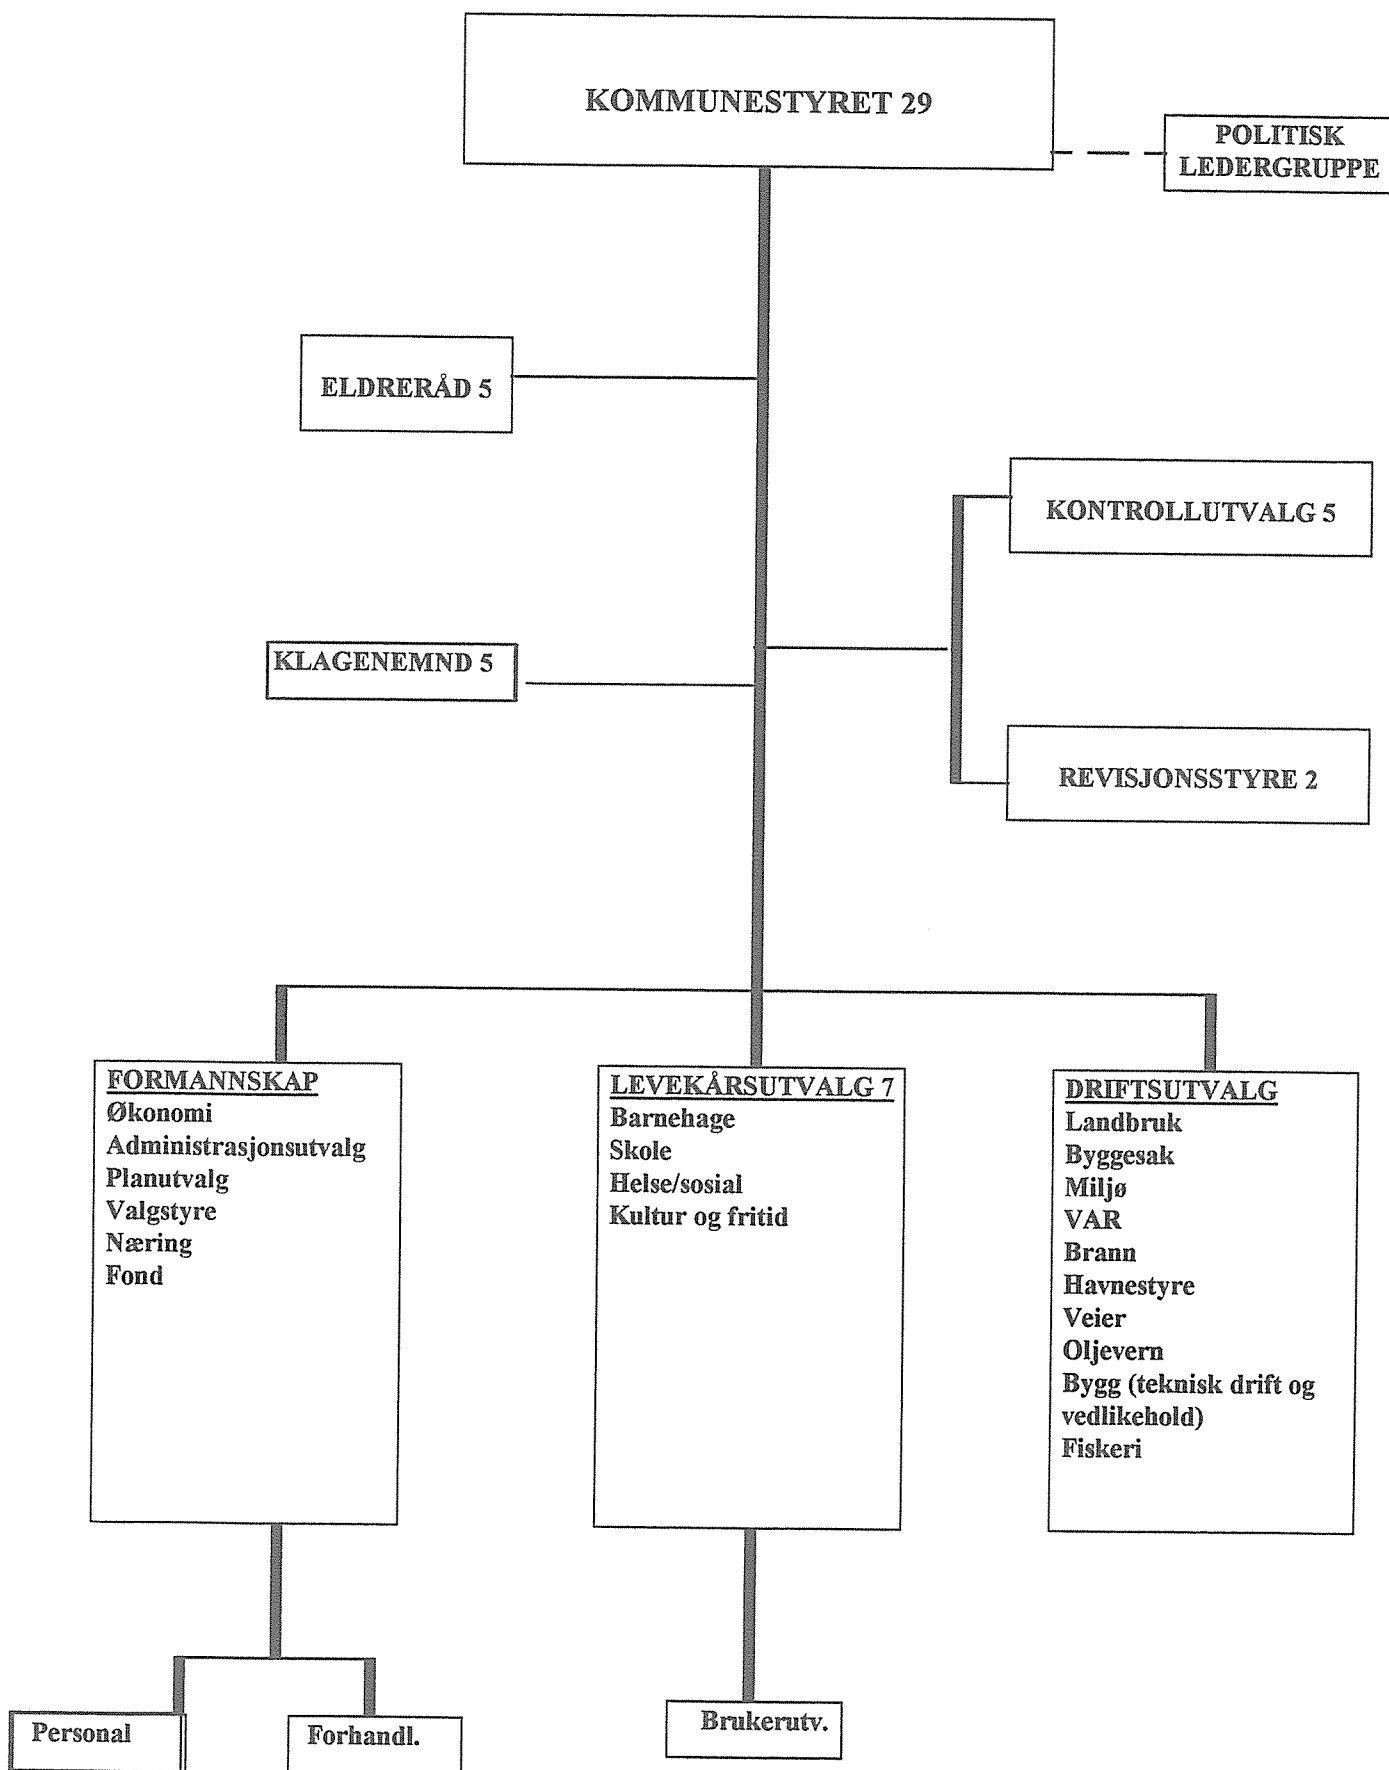 KOMMUNESTYRET 29
POLITISK
LEDERGRUPPE
ELDRERÅD 5
KONTROLLUTVALG 5
KLAGENEMND 5
REVISJONSSTYRE 2
FORMANNSKAP
Økonomi
Administrasjonsutvalg
Planutvalg
Valgstyre
Næring
Fond
LEVEKÅRSUTVALG 7
Barnehage
Skole
Helse/sosial
Kultur og fritid
DRIFTSUTVALG
Landbruk
Byggesak
Miljø
VAR
Brann
Havnestyre
Veier
Oljevern
Bygg (teknisk drift og
vedlikehold)
Fiskeri
Personal
Forhandl.
Brukerutv.